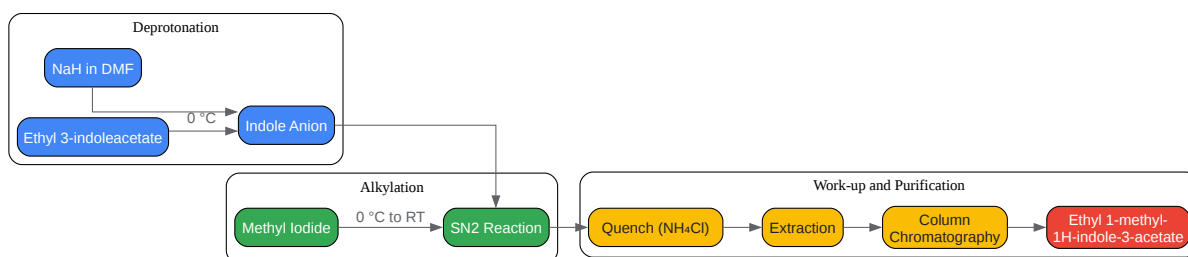 Deprotonation
NaH in DMF
0 °C
Ethyl 3-indoleacetate
Indole Anion
Alkylation
Methyl Iodide
0 °C to RT
SN2 Reaction
Work-up and Purification
Quench (NH₄Cl)
Extraction
Column
Chromatography
Ethyl 1-methyl-
1H-indole-3-acetate